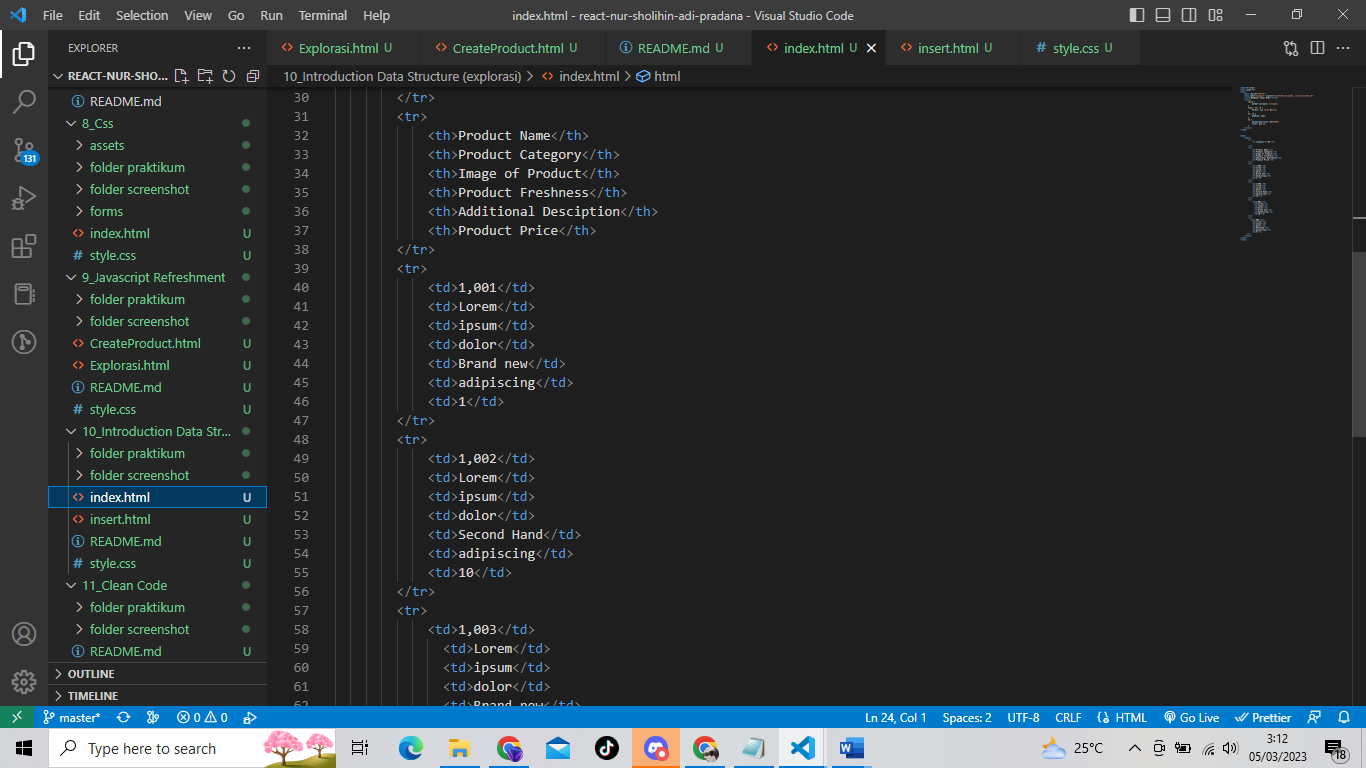 File Edit Selection View Go Run Terminal Help
index.html - react-nur-sholihin-adi-pradana - Visual Studio Code
EXPLORER
Explorasi.html U
CreateProduct.html U
README.md U
index.html U
insert.html U
style.css U
REACT-NUR-SHO...
10_Introduction Data Structure (explorasi) > index.html > html
README.md
8_Css
assets
folder praktikum
folder screenshot
forms
index.html U
style.css U
9_Javascript Refreshment
folder praktikum
folder screenshot
CreateProduct.html U
Explorasi.html U
README.md U
style.css U
10_Introduction Data Str...
folder praktikum
folder screenshot
index.html U
insert.html U
README.md U
style.css U
11_Clean Code
folder praktikum
folder screenshot
README.md U
OUTLINE
TIMELINE
131
30 </tr>
31 <tr>
32 <th>Product Name</th>
33 <th>Product Category</th>
34 <th>Image of Product</th>
35 <th>Product Freshness</th>
36 <th>Additional Desciption</th>
37 <th>Product Price</th>
38 </tr>
39 <tr>
40 <td>1,001</td>
41 <td>Lorem</td>
42 <td>ipsum</td>
43 <td>dolor</td>
44 <td>Brand new</td>
45 <td>adipiscing</td>
46 <td>1</td>
47 </tr>
48 <tr>
49 <td>1,002</td>
50 <td>Lorem</td>
51 <td>ipsum</td>
52 <td>dolor</td>
53 <td>Second Hand</td>
54 <td>adipiscing</td>
55 <td>10</td>
56 </tr>
57 <tr>
58 <td>1,003</td>
59 <td>Lorem</td>
60 <td>ipsum</td>
61 <td>dolor</td>
62 <td>Brand new</td>
master* 0 0 Ln 24, Col 1 Spaces: 2 UTF-8 CRLF HTML Go Live Prettier
Type here to search
25°C
3:12
05/03/2023
18